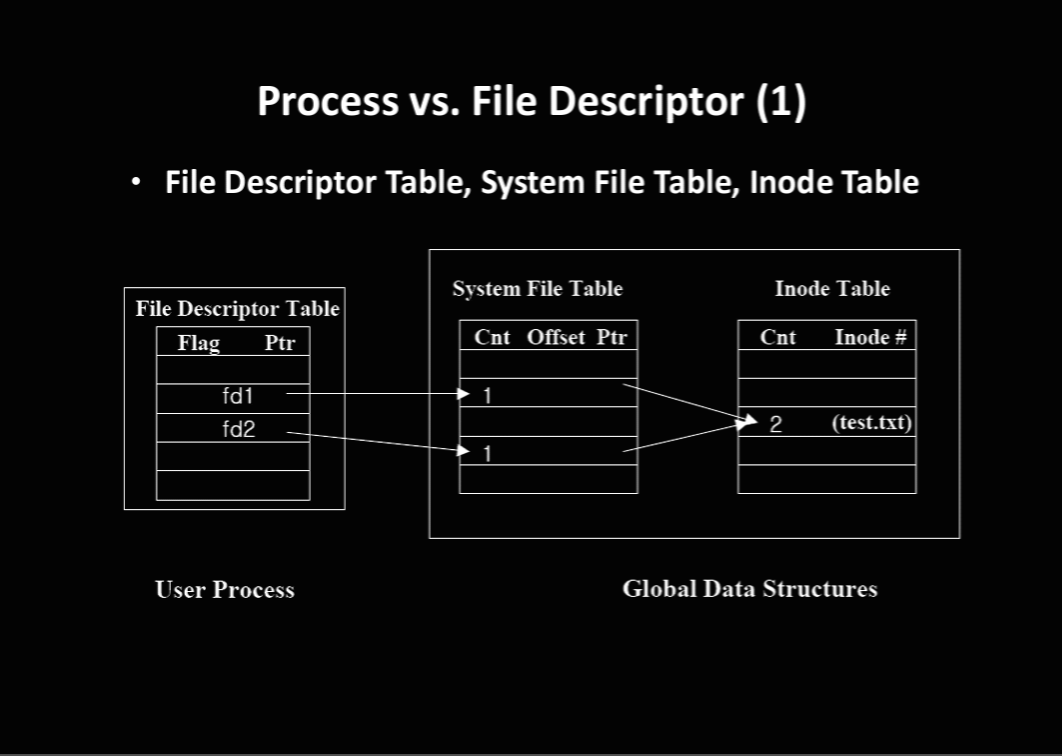 Process vs. File Descriptor (1)
• File Descriptor Table, System File Table, Inode Table
File Descriptor Table
Flag Ptr
fd1
fd2
System File Table
Cnt Offset Ptr
1
1
Inode Table
Cnt Inode #
2 (test.txt)
User Process
Global Data Structures